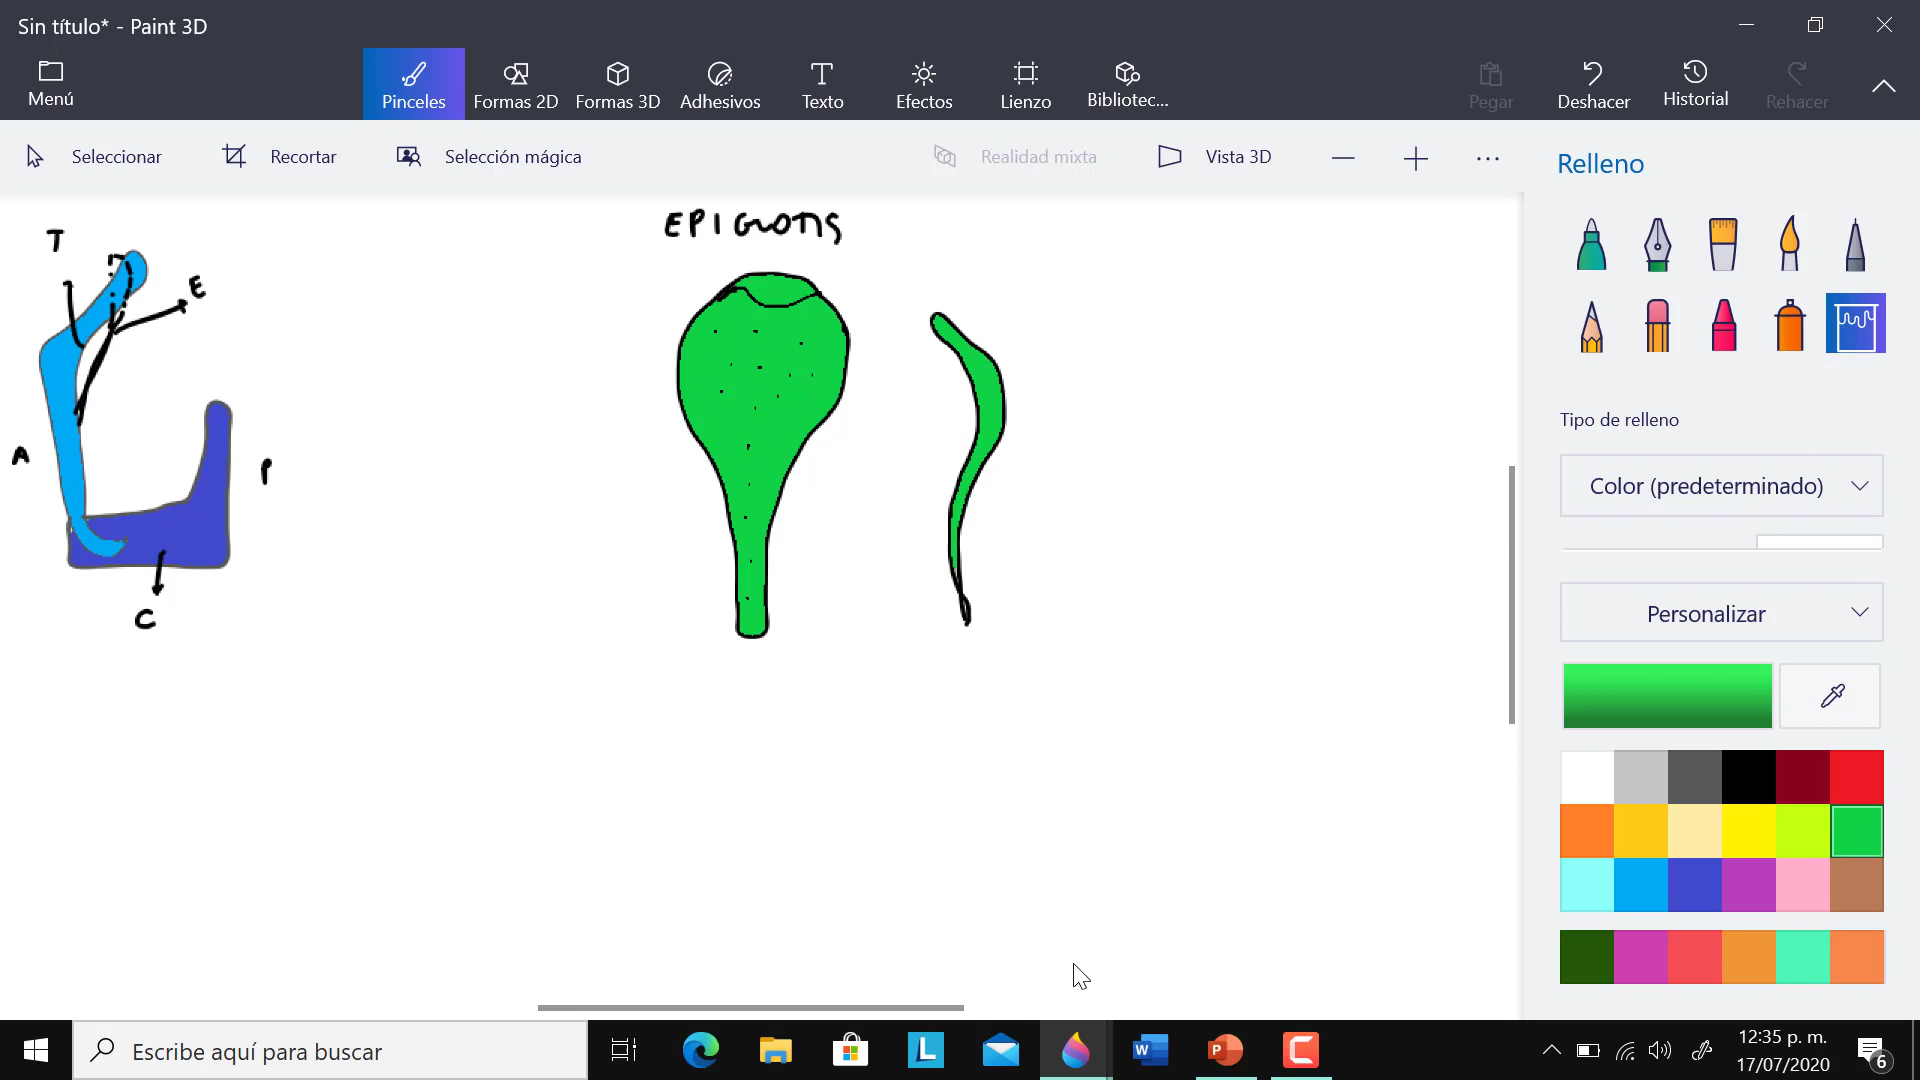 Sin título* - Paint 3D
Menú
Pinceles
Formas 2D
Formas 3D
Adhesivos
Texto
Efectos
Lienzo
Bibliotec...
Pegar
Deshacer
Historial
Rehacer
Seleccionar
Recortar
Selección mágica
Realidad mixta
Vista 3D
Relleno
EPIGLOTIS
T
E
A
P
C
Tipo de relleno
Color (predeterminado)
Personalizar
Escribe aquí para buscar
12:35 p. m.
17/07/2020
6